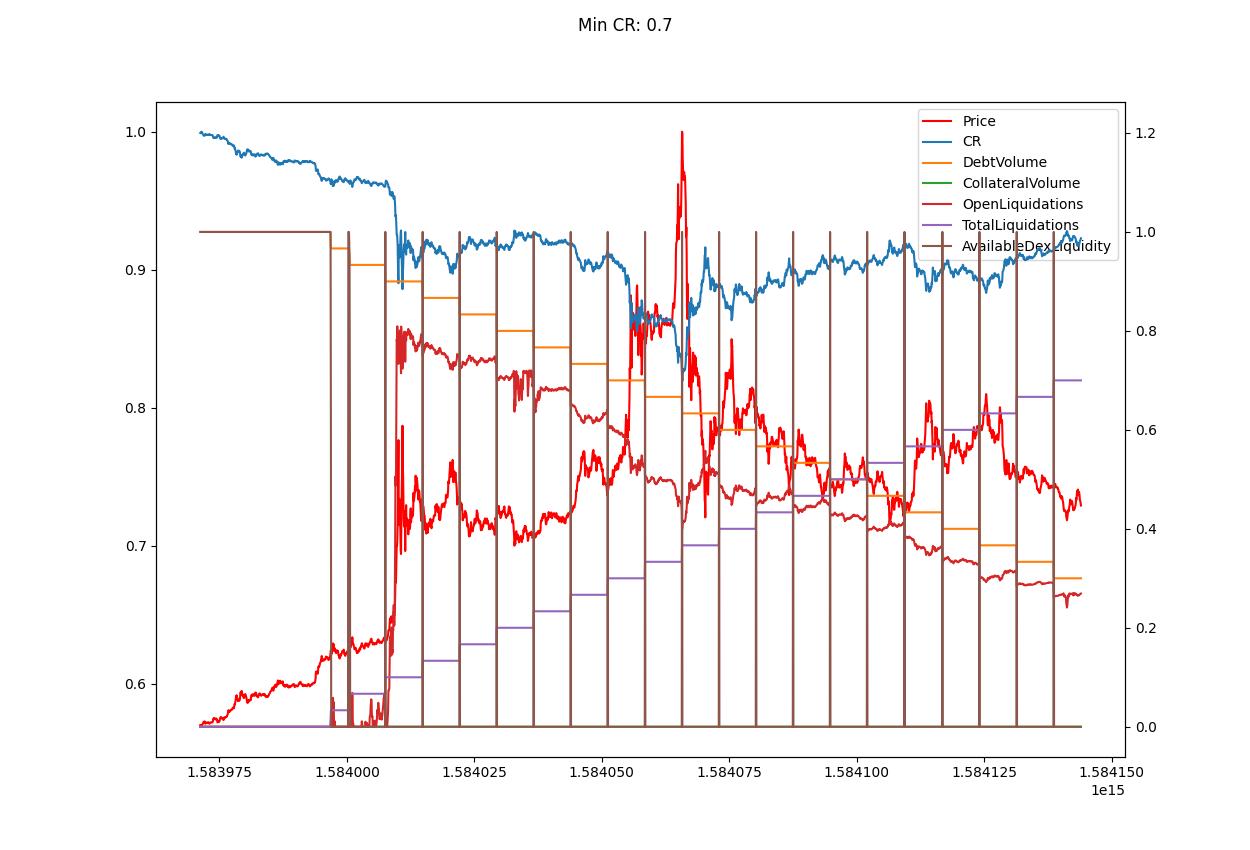 Min CR: 0.7
1.0
0.9
0.8
0.7
0.6
1.2
1.0
0.8
0.6
0.4
0.2
0.0
Price
CR
DebtVolume
CollateralVolume
OpenLiquidations
TotalLiquidations
AvailableDexLiquidity
1.583975 1.584000 1.584025 1.584050 1.584075 1.584100 1.584125 1.584150
1e15